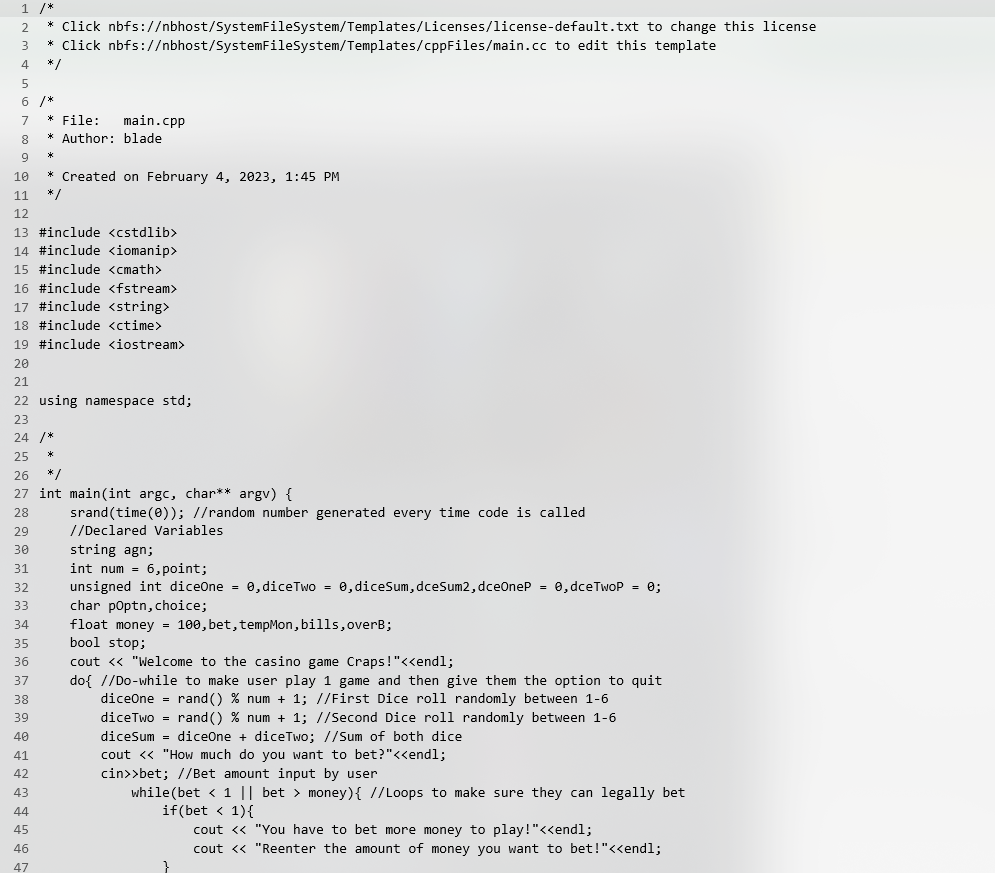 1 /*
2  * Click nbfs://nbhost/SystemFileSystem/Templates/Licenses/license-default.txt to change this license
3  * Click nbfs://nbhost/SystemFileSystem/Templates/cppFiles/main.cc to edit this template
4  */
5
6 /*
7  * File:   main.cpp
8  * Author: blade
9  *
10  * Created on February 4, 2023, 1:45 PM
11  */
12
13 #include <cstdlib>
14 #include <iomanip>
15 #include <cmath>
16 #include <fstream>
17 #include <string>
18 #include <ctime>
19 #include <iostream>
20
21
22 using namespace std;
23
24 /*
25  *
26  */
27 int main(int argc, char** argv) {
28     srand(time(0)); //random number generated every time code is called
29     //Declared Variables
30     string agn;
31     int num = 6,point;
32     unsigned int diceOne = 0,diceTwo = 0,diceSum,dceSum2,dceOneP = 0,dceTwoP = 0;
33     char pOptn,choice;
34     float money = 100,bet,tempMon,bills,overB;
35     bool stop;
36     cout << "Welcome to the casino game Craps!"<<endl;
37     do{ //Do-while to make user play 1 game and then give them the option to quit
38         diceOne = rand() % num + 1; //First Dice roll randomly between 1-6
39         diceTwo = rand() % num + 1; //Second Dice roll randomly between 1-6
40         diceSum = diceOne + diceTwo; //Sum of both dice
41         cout << "How much do you want to bet?"<<endl;
42         cin>>bet; //Bet amount input by user
43             while(bet < 1 || bet > money){ //Loops to make sure they can legally bet
44                 if(bet < 1){
45                     cout << "You have to bet more money to play!"<<endl;
46                     cout << "Reenter the amount of money you want to bet!"<<endl;
47                 }